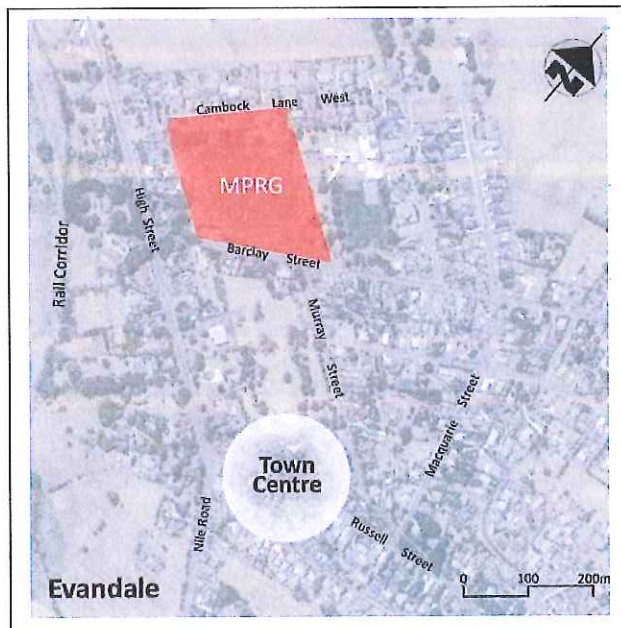 Cambock Lane West
MPRG
High Street
Rail Corridor
Barclay Street
Murray Street
Macquarie Street
Town
Centre
Nile Road
Russell Street
Evandale
0 100 200m